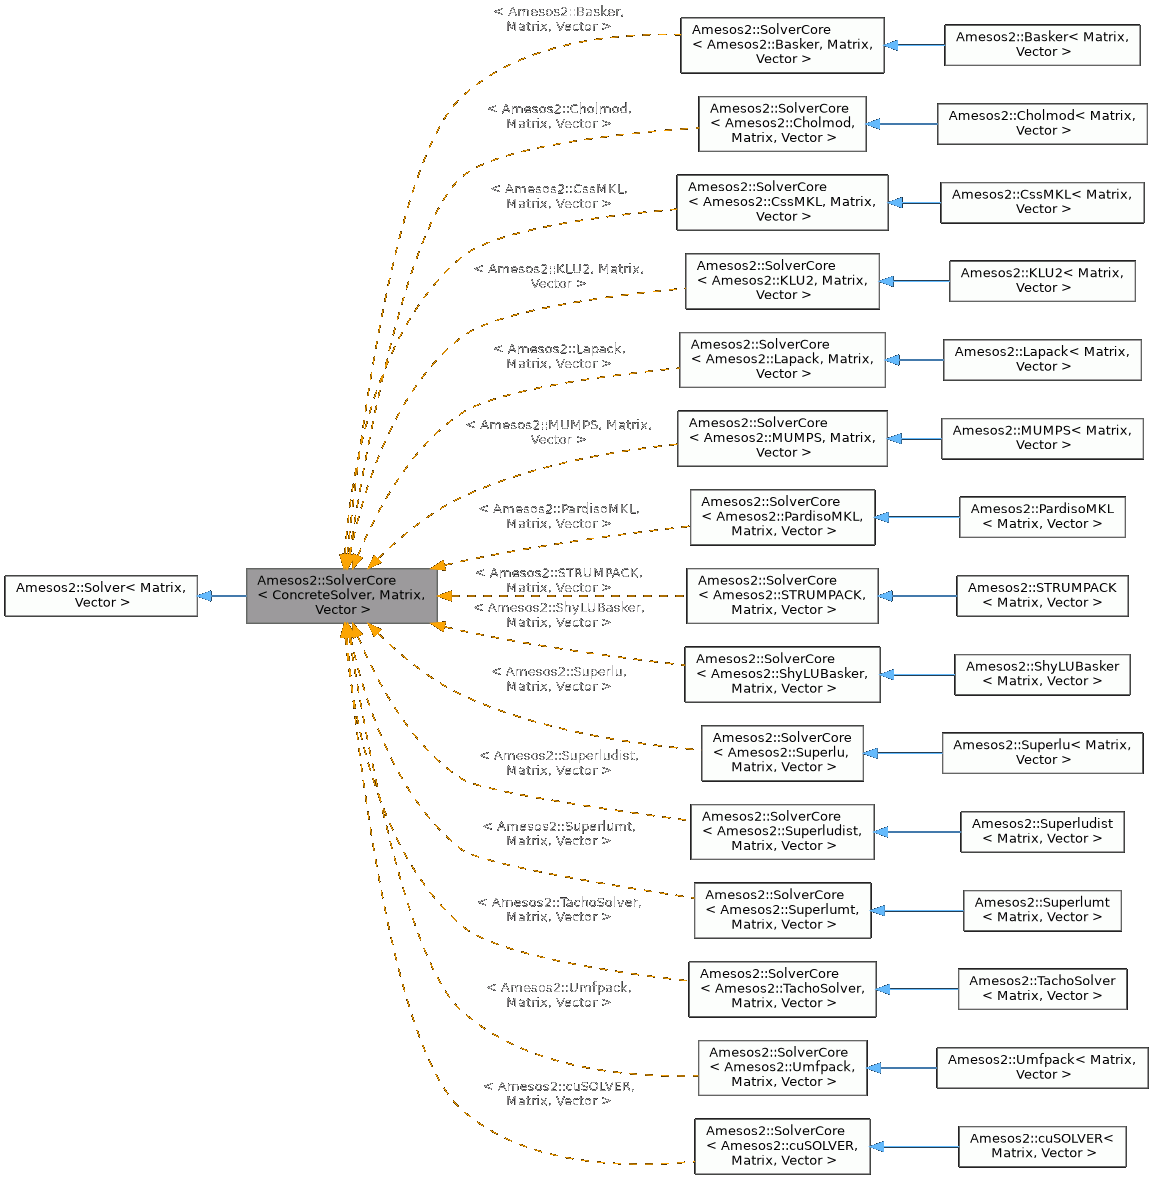 < Amesos2::Basker,
Matrix, Vector >
Amesos2::SolverCore
< Amesos2::Basker, Matrix,
Vector >
Amesos2::Basker< Matrix,
Vector >
< Amesos2::Cholmod,
Matrix, Vector >
Amesos2::SolverCore
< Amesos2::Cholmod,
Matrix, Vector >
Amesos2::Cholmod< Matrix,
Vector >
< Amesos2::CssMKL,
Matrix, Vector >
Amesos2::SolverCore
< Amesos2::CssMKL, Matrix,
Vector >
Amesos2::CssMKL< Matrix,
Vector >
< Amesos2::KLU2, Matrix,
Vector >
Amesos2::SolverCore
< Amesos2::KLU2, Matrix,
Vector >
Amesos2::KLU2< Matrix,
Vector >
< Amesos2::Lapack,
Matrix, Vector >
Amesos2::SolverCore
< Amesos2::Lapack, Matrix,
Vector >
Amesos2::Lapack< Matrix,
Vector >
< Amesos2::MUMPS, Matrix,
Vector >
Amesos2::SolverCore
< Amesos2::MUMPS, Matrix,
Vector >
Amesos2::MUMPS< Matrix,
Vector >
< Amesos2::PardisoMKL,
Matrix, Vector >
Amesos2::SolverCore
< Amesos2::PardisoMKL,
Matrix, Vector >
Amesos2::PardisoMKL
< Matrix, Vector >
Amesos2::Solver< Matrix,
Vector >
Amesos2::SolverCore
< ConcreteSolver, Matrix,
Vector >
< Amesos2::STRUMPACK,
Matrix, Vector >
Amesos2::SolverCore
< Amesos2::STRUMPACK,
Matrix, Vector >
Amesos2::STRUMPACK
< Matrix, Vector >
< Amesos2::ShyLUBasker,
Matrix, Vector >
Amesos2::SolverCore
< Amesos2::ShyLUBasker,
Matrix, Vector >
Amesos2::ShyLUBasker
< Matrix, Vector >
< Amesos2::Superlu,
Matrix, Vector >
Amesos2::SolverCore
< Amesos2::Superlu,
Matrix, Vector >
Amesos2::Superlu< Matrix,
Vector >
< Amesos2::Superludist,
Matrix, Vector >
Amesos2::SolverCore
< Amesos2::Superludist,
Matrix, Vector >
Amesos2::Superludist
< Matrix, Vector >
< Amesos2::Superlumt,
Matrix, Vector >
Amesos2::SolverCore
< Amesos2::Superlumt,
Matrix, Vector >
Amesos2::Superlumt
< Matrix, Vector >
< Amesos2::TachoSolver,
Matrix, Vector >
Amesos2::SolverCore
< Amesos2::TachoSolver,
Matrix, Vector >
Amesos2::TachoSolver
< Matrix, Vector >
< Amesos2::Umfpack,
Matrix, Vector >
Amesos2::SolverCore
< Amesos2::Umfpack,
Matrix, Vector >
Amesos2::Umfpack< Matrix,
Vector >
< Amesos2::cuSOLVER,
Matrix, Vector >
Amesos2::SolverCore
< Amesos2::cuSOLVER,
Matrix, Vector >
Amesos2::cuSOLVER<
Matrix, Vector >